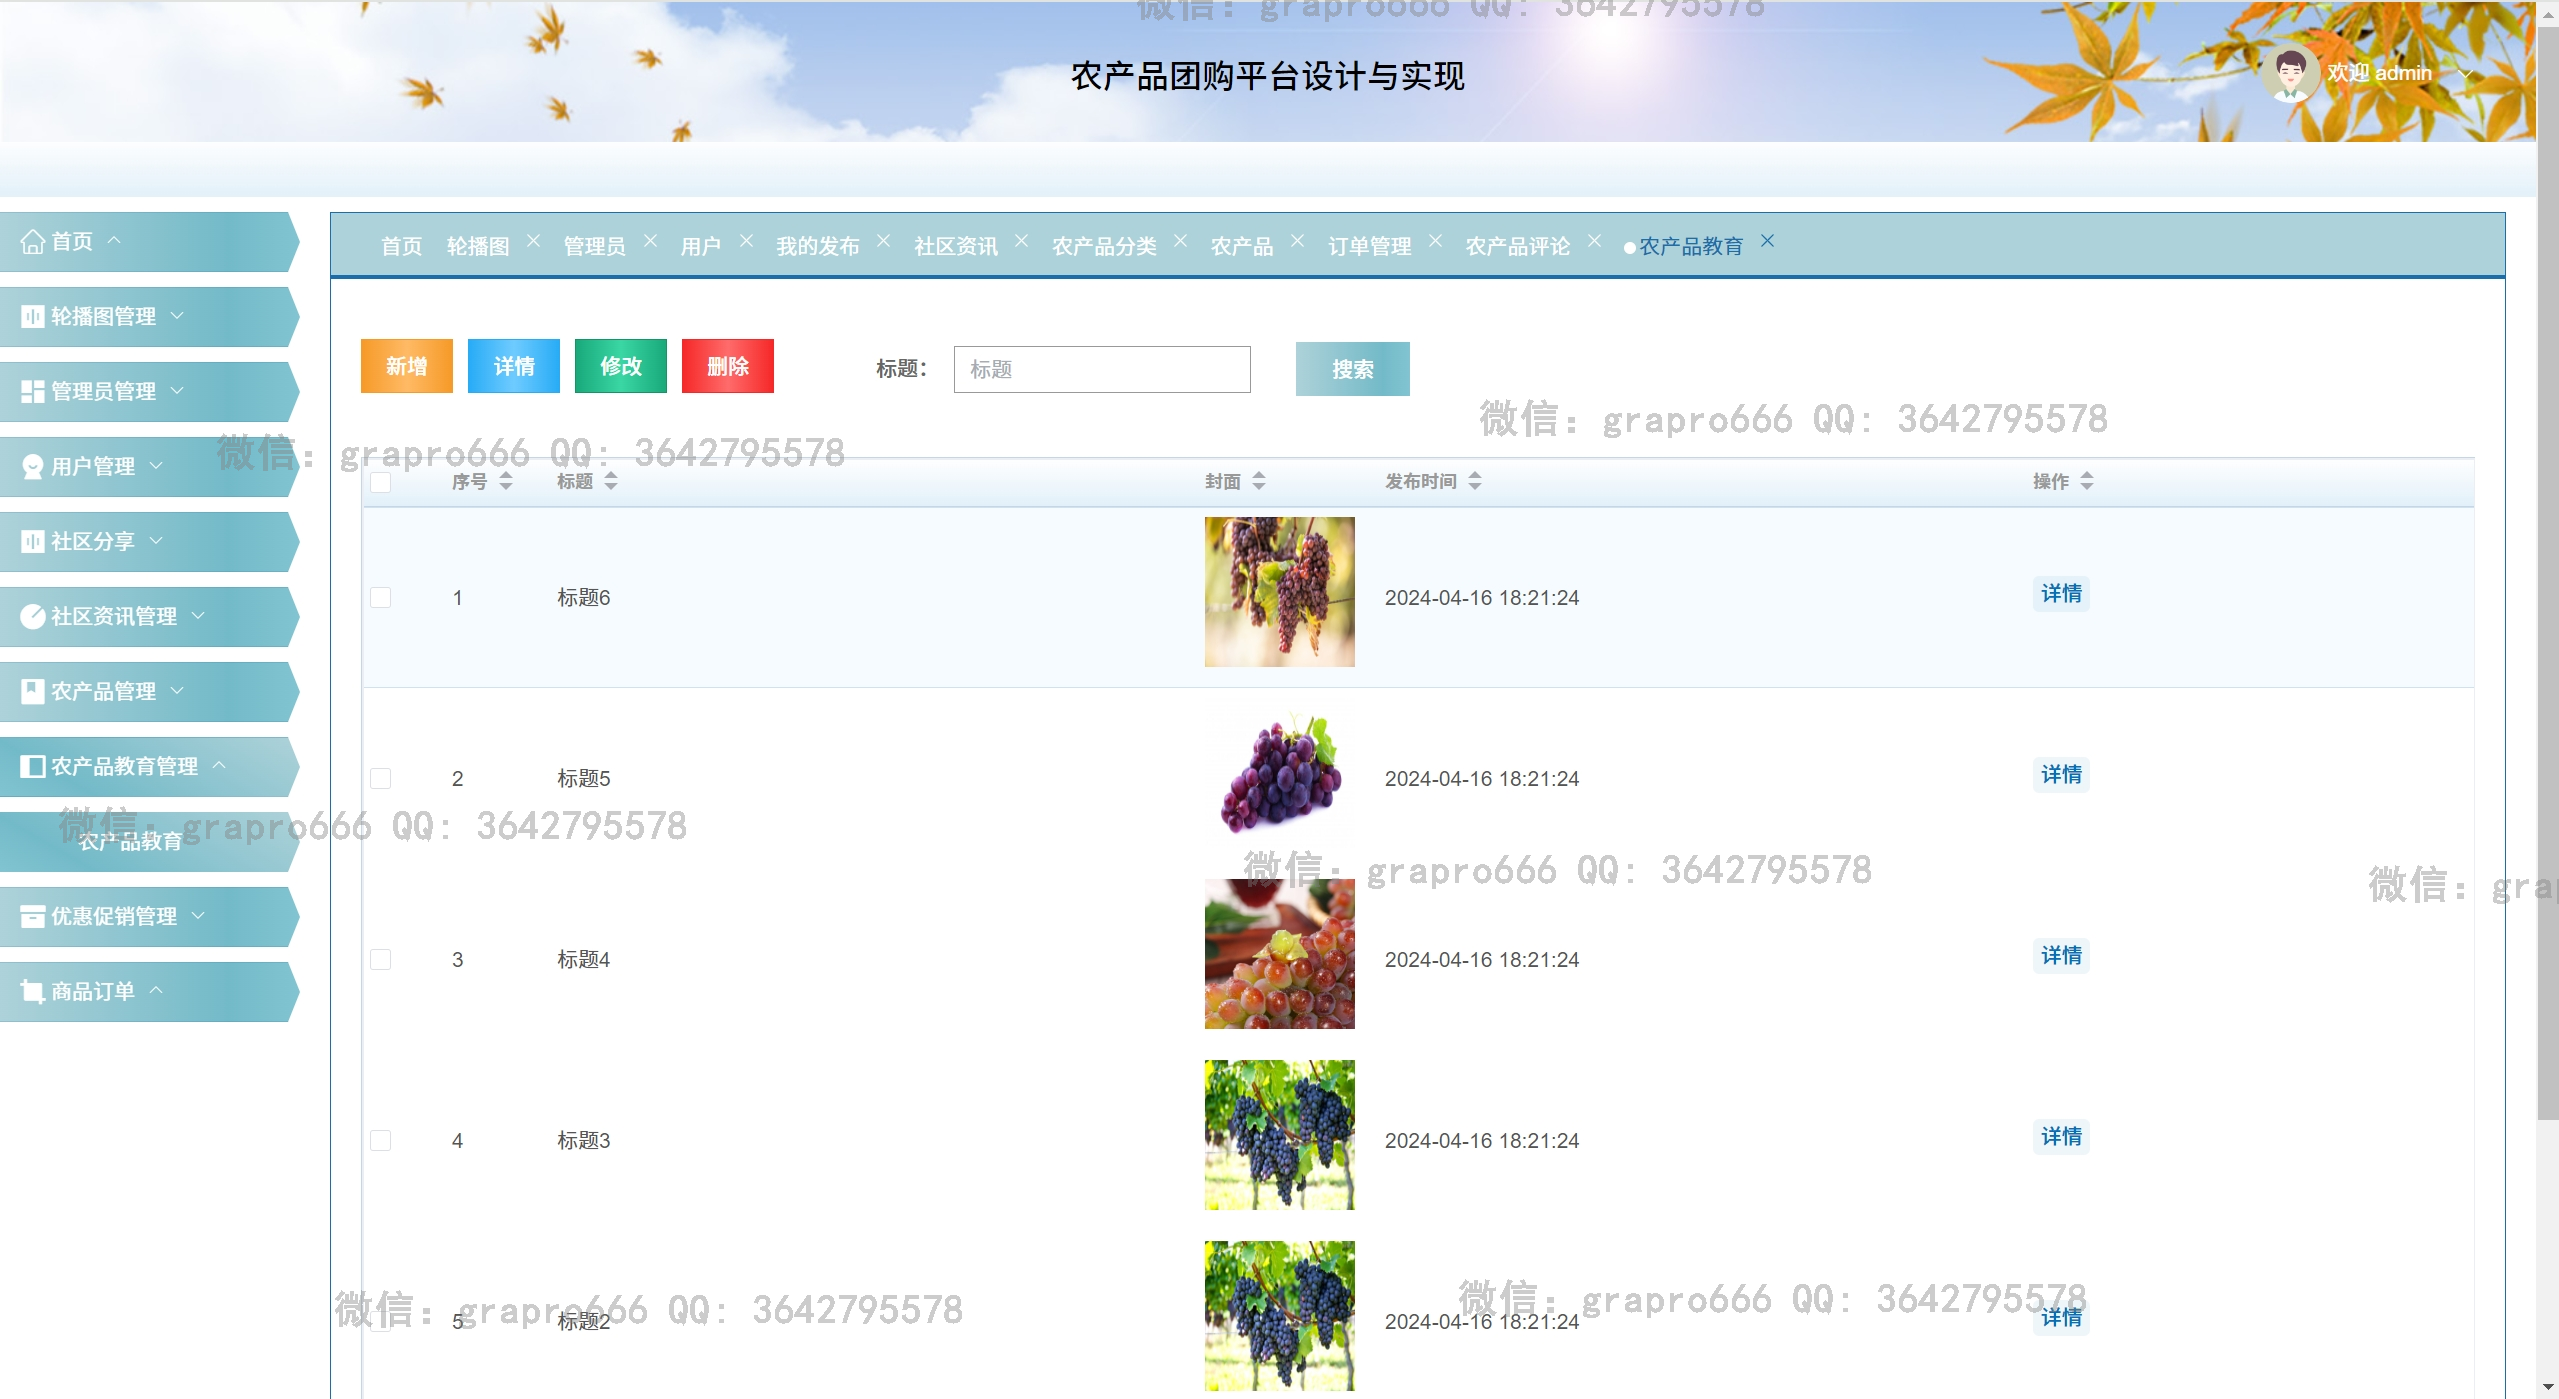 微信: grapro666 QQ: 3642795578
农产品团购平台设计与实现
欢迎 admin
首页
轮播图管理
管理员管理
用户管理
社区分享
社区资讯管理
农产品管理
农产品教育管理
农产品教育
优惠促销管理
商品订单
首页 轮播图 管理员 用户 我的发布 社区资讯 农产品分类 农产品 订单管理 农产品评论 农产品教育
新增 详情 修改 删除 标题: 标题 搜索
微信: grapro666 QQ: 3642795578
微信: grapro666 QQ: 3642795578
序号 标题 封面 发布时间 操作
1 标题6 2024-04-16 18:21:24 详情
2 标题5 2024-04-16 18:21:24 详情
微信: grapro666 QQ: 3642795578
微信: grapro666 QQ: 3642795578
微信: gra
3 标题4 2024-04-16 18:21:24 详情
4 标题3 2024-04-16 18:21:24 详情
微信: grapro666 QQ: 3642795578
微信: grapro666 QQ: 3642795578
5 标题2 2024-04-16 18:21:24 详情